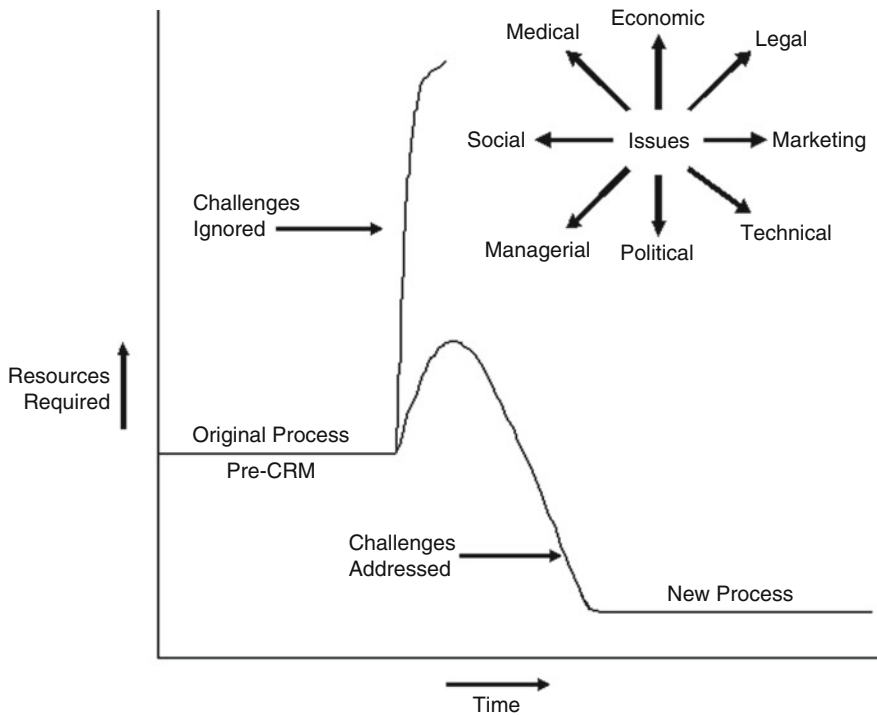 Economic
Medical
Legal
Social
Issues
Marketing
Challenges
Ignored
Managerial
Political
Technical
Resources
Required
Original Process
Pre-CRM
Challenges
Addressed
New Process
Time